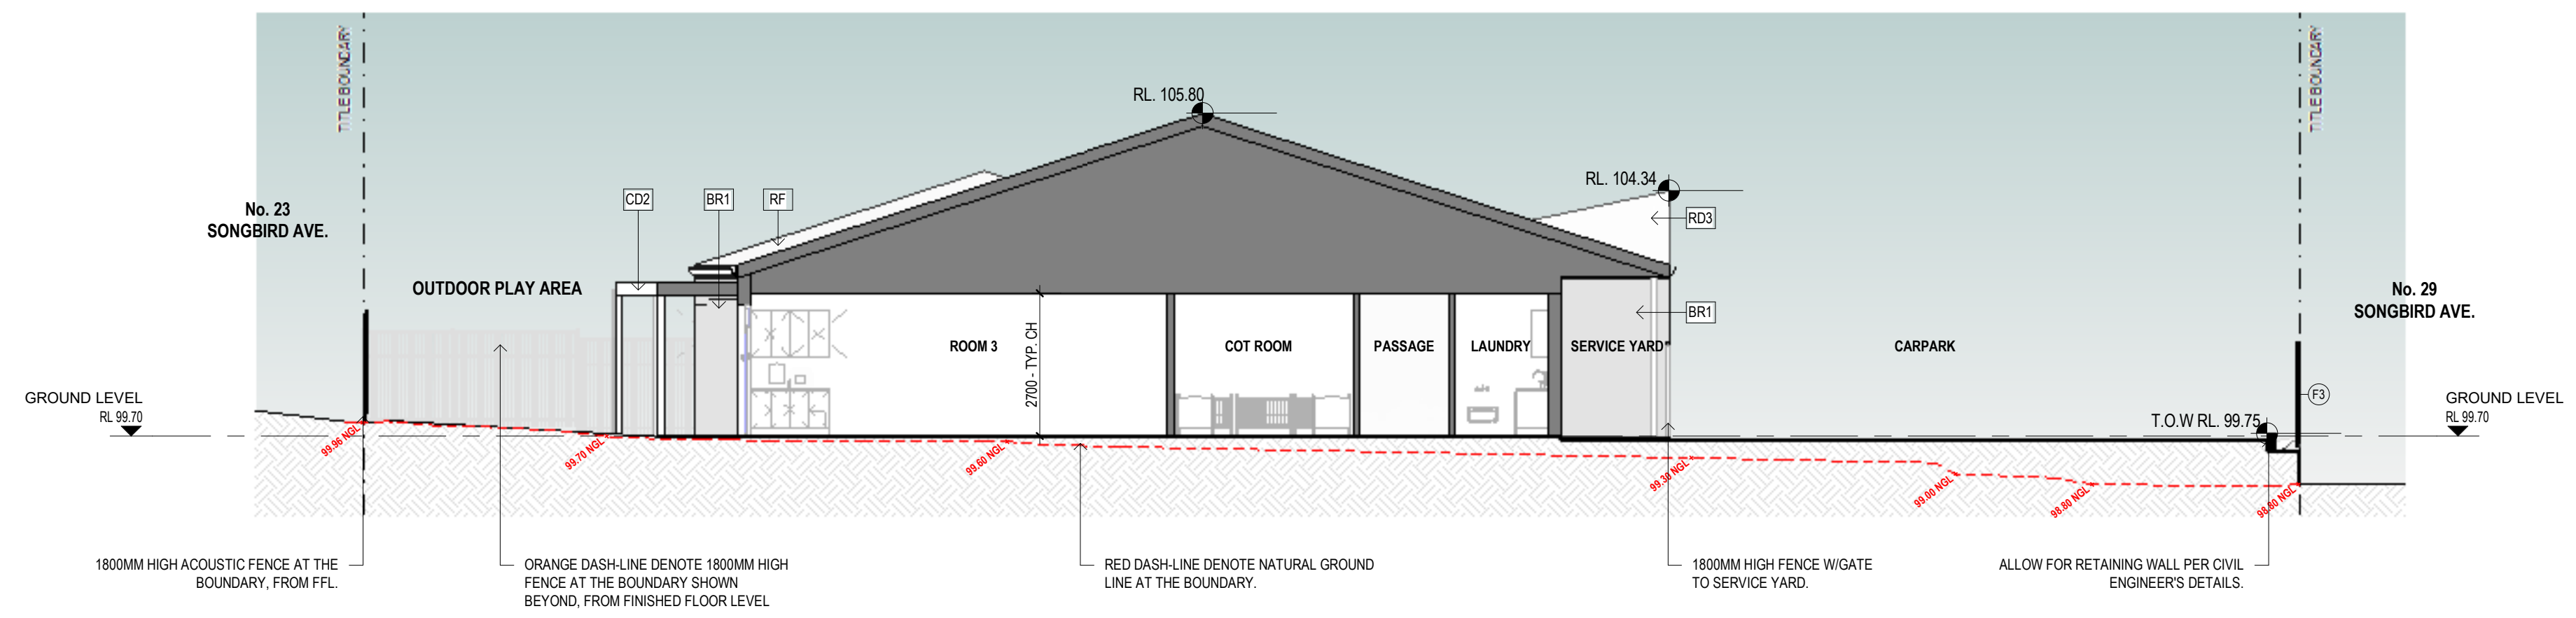 TITLE BOUNDARY
TITLE BOUNDARY
RL. 105.80
RL. 104.34
CD2
BR1
RF
RD3
No. 23
SONGBIRD AVE.
OUTDOOR PLAY AREA
No. 29
SONGBIRD AVE.
BR1
2700 - TYP. CH
ROOM 3
COT ROOM
PASSAGE
LAUNDRY
SERVICE YARD
CARPARK
F3
GROUND LEVEL
RL 99.70
GROUND LEVEL
RL 99.70
T.O.W RL. 99.75
99.96 NGL
99.70 NGL
99.60 NGL
99.30 NGL
99.00 NGL
98.80 NGL
98.80 NGL
1800MM HIGH ACOUSTIC FENCE AT THE
BOUNDARY, FROM FFL.
ORANGE DASH-LINE DENOTE 1800MM HIGH
FENCE AT THE BOUNDARY SHOWN
BEYOND, FROM FINISHED FLOOR LEVEL
RED DASH-LINE DENOTE NATURAL GROUND
LINE AT THE BOUNDARY.
1800MM HIGH FENCE W/GATE
TO SERVICE YARD.
ALLOW FOR RETAINING WALL PER CIVIL
ENGINEER'S DETAILS.